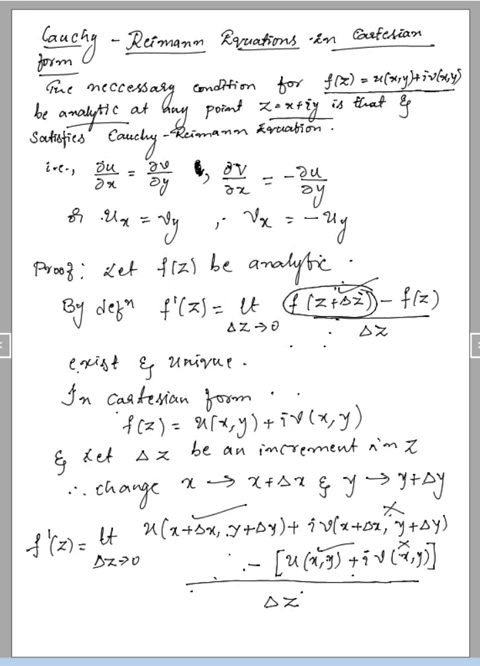 Cauchy - Reimann Equations in Cartesian
form
The neccessary condition for f(z) = u(x,y)+iv(x,y)
be analytic at any point z=x+iy is that &
Satisfies Cauchy-Reimann Equation.
i.e., ∂u/∂x = ∂v/∂y , ∂v/∂x = -∂u/∂y
or u_x = v_y , v_x = -u_y
Proof: Let f(z) be analytic.
By defn f'(z) = lt Δz→0 (f(z+Δz) - f(z))/Δz
exist & unique.
In cartesian form
f(z) = u(x,y) + iv(x,y)
& Let Δz be an increment in z
∴ change x → x+Δx & y → y+Δy
f'(z) = lt Δz→0 u(x+Δx, y+Δy) + iv(x+Δx, y+Δy)
- [u(x,y) + iv(x,y)]
Δz